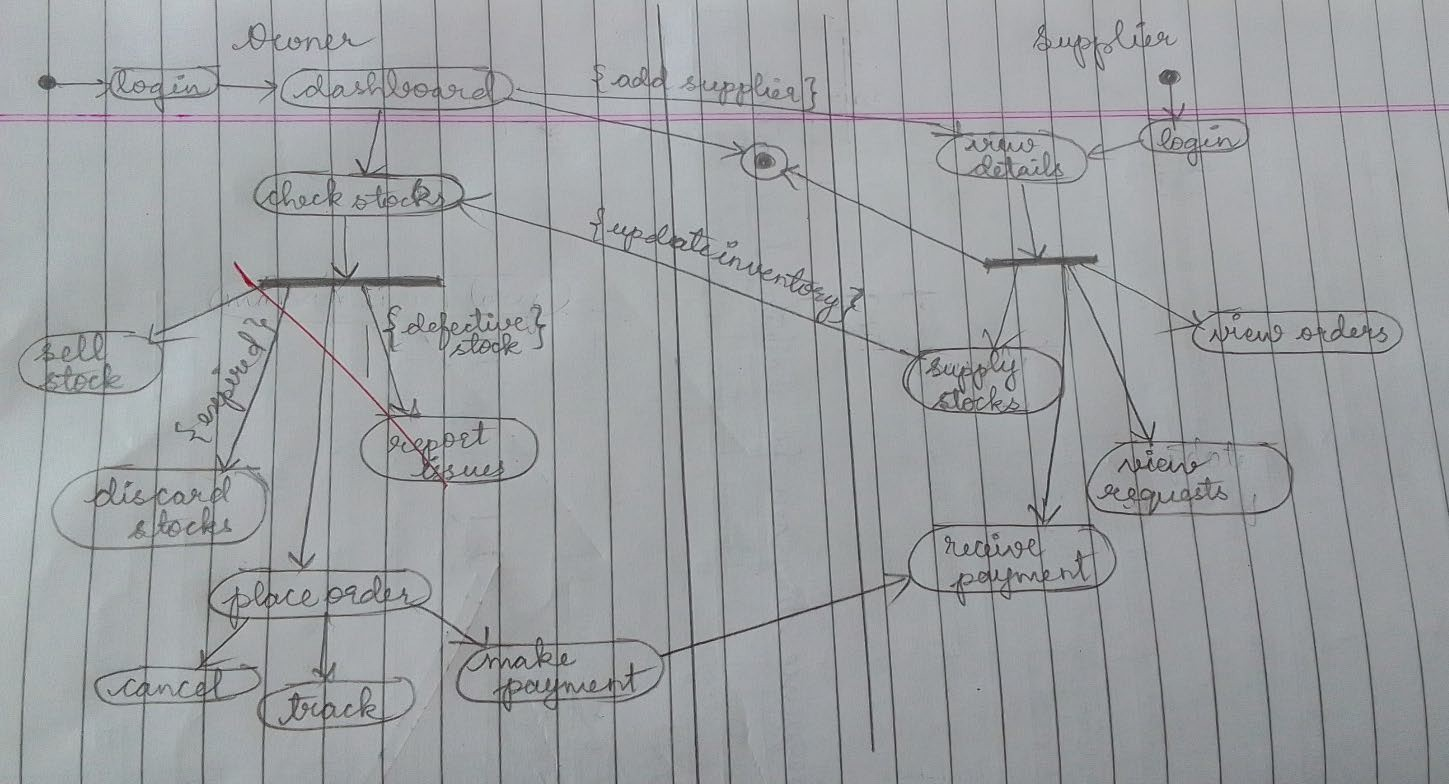 Owner
Supplier
login
dashboard
{add supplier}
view
details
login
check stocks
{update inventory}
sell
stock
{expired}
{defective
stock}
report
issues
supply
stocks
view orders
discard
stocks
view
requests
place order
receive
payment
cancel
track
make
payment